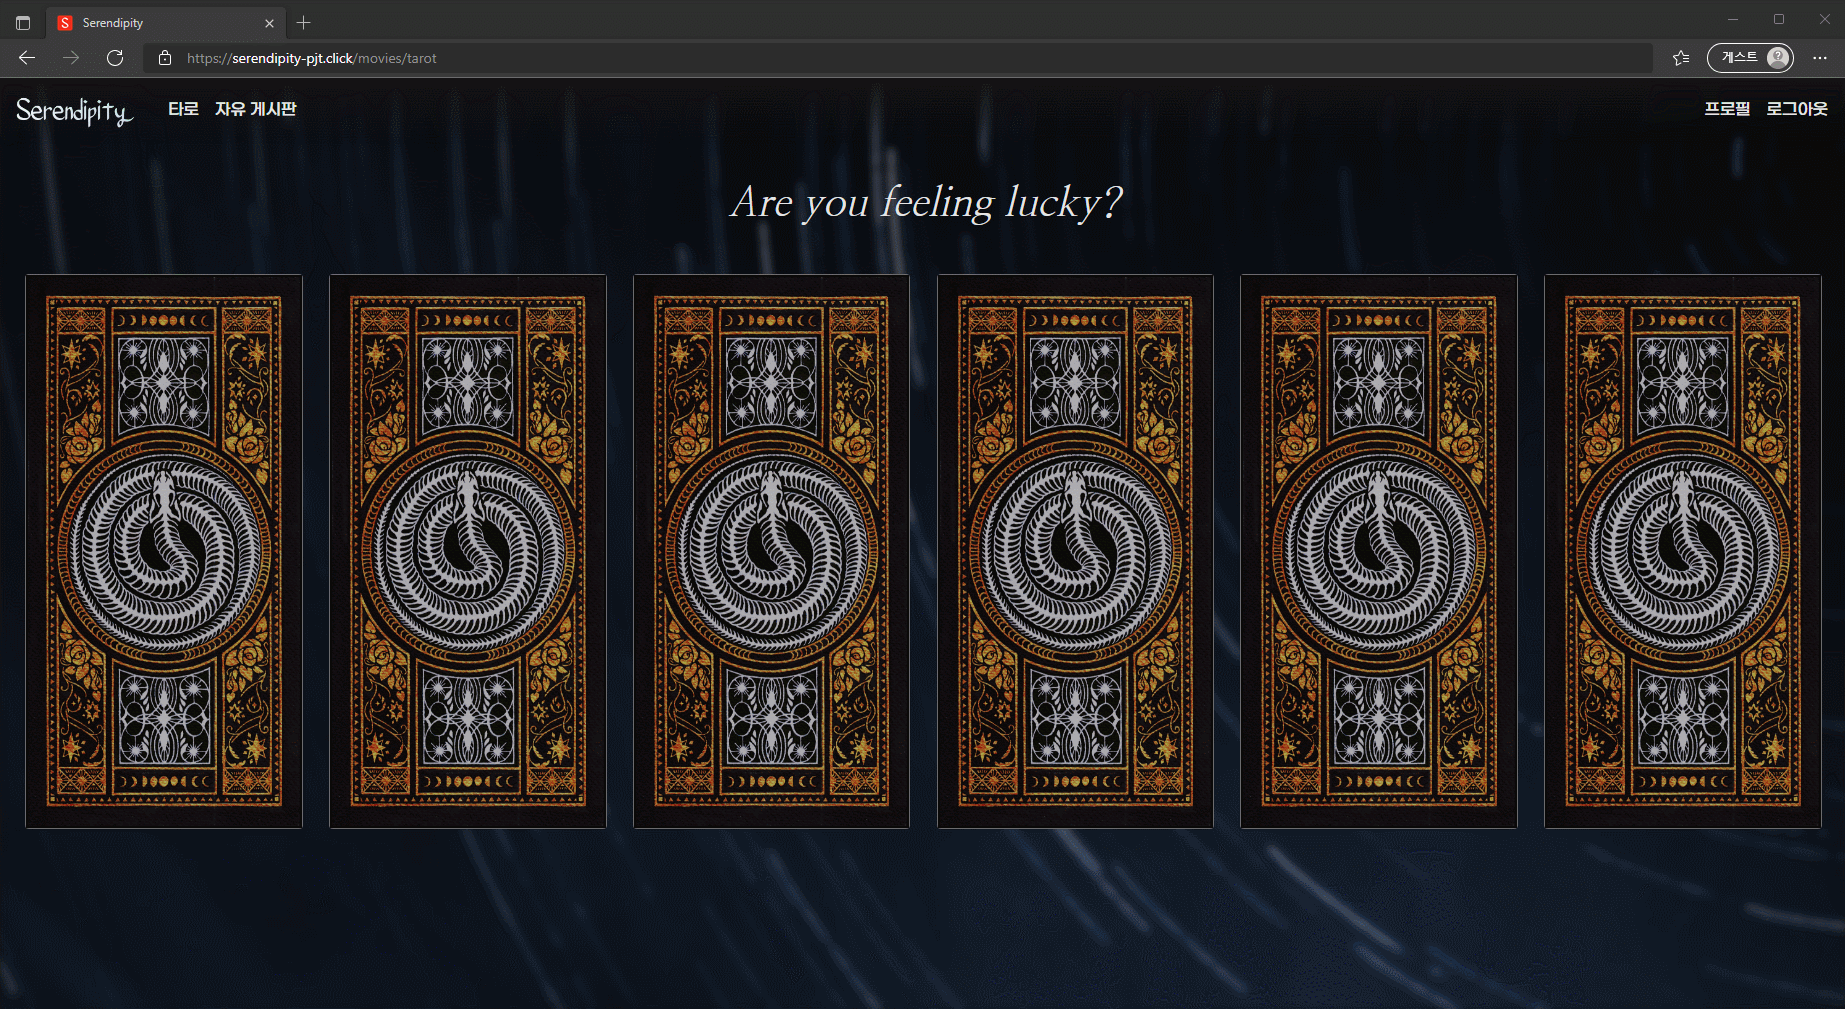 S Serendipity
https://serendipity-pjt.click/movies/tarot
게스트
Serendipity 타로 자유 게시판 프로필 로그아웃
Are you feeling lucky?